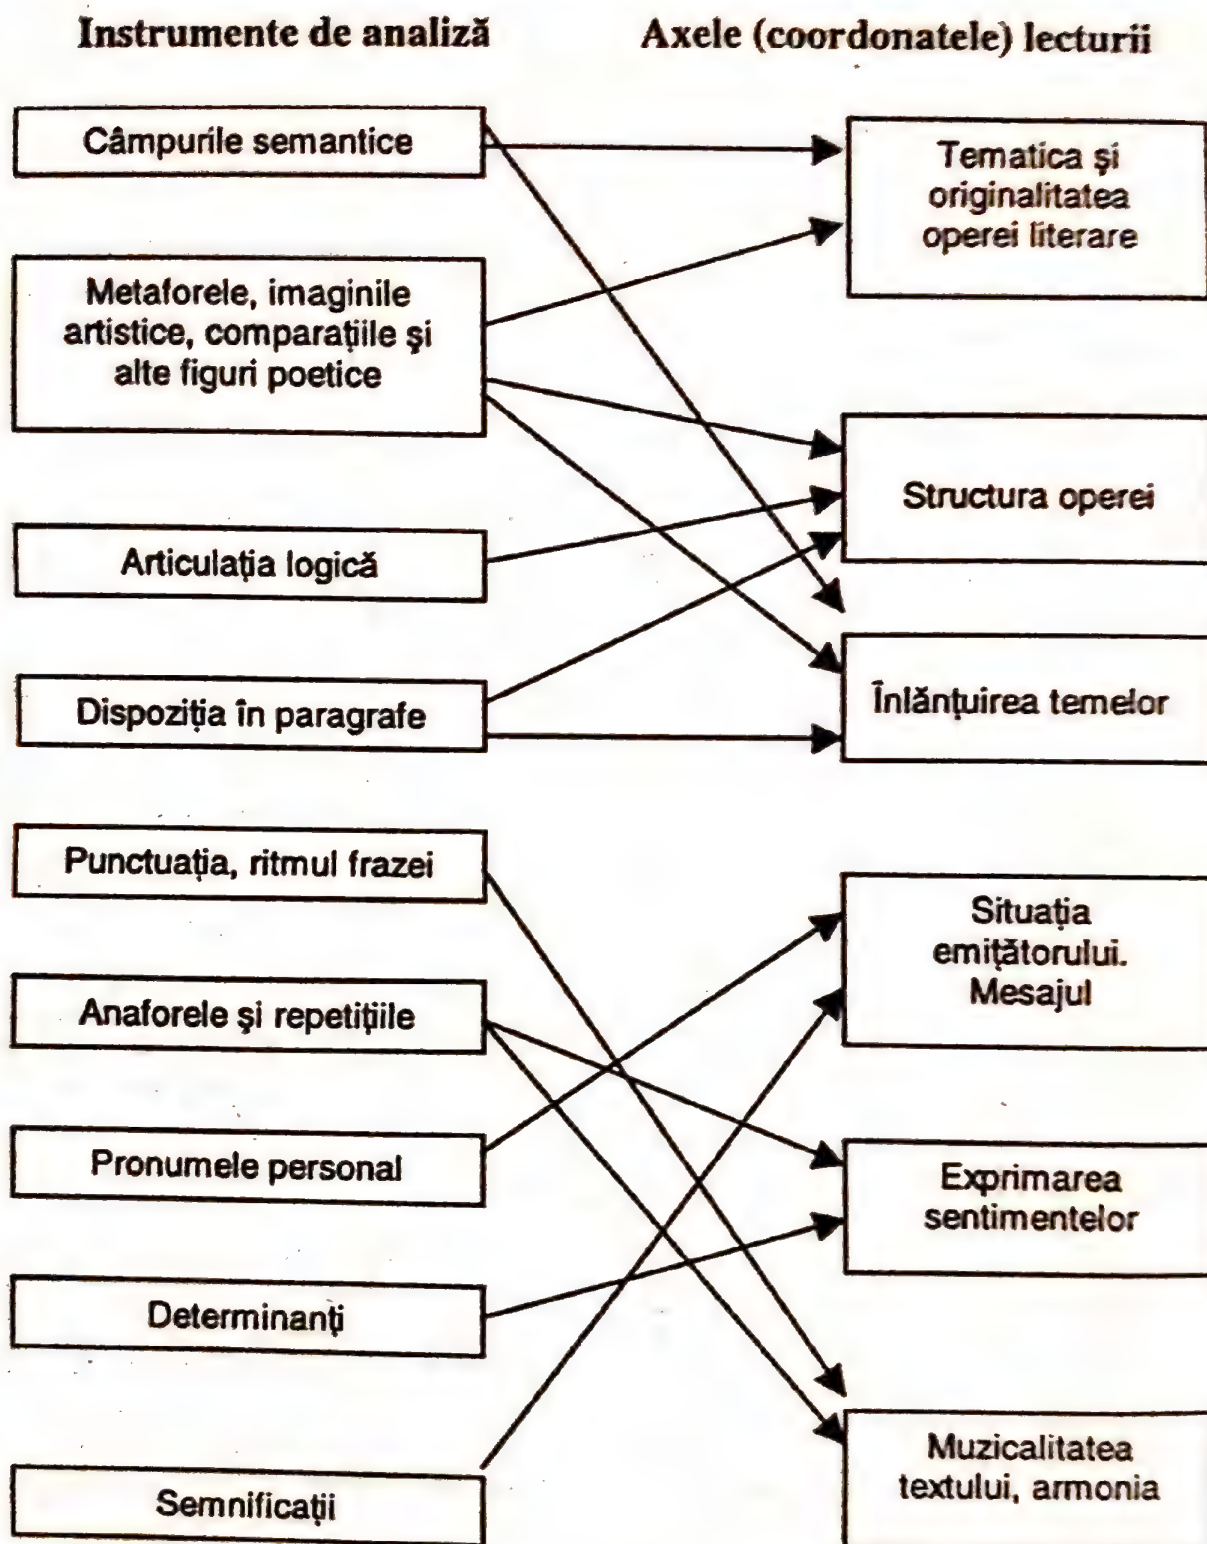 Instrumente de analiză
Axele (coordonatele) lecturii
Câmpurile semantice
Metaforele, imaginile
artistice, comparaţiile şi
alte figuri poetice
Articulaţia logică
Dispoziţia în paragrafe
Punctuaţia, ritmul frazei
Anaforele şi repetiţiile
Pronumele personal
Determinanţi
Semnificaţii
Tematica şi
originalitatea
operei literare
Structura operei
Înlănţuirea temelor
Situaţia
emiţătorului.
Mesajul
Exprimarea
sentimentelor
Muzicalitatea
textului, armonia